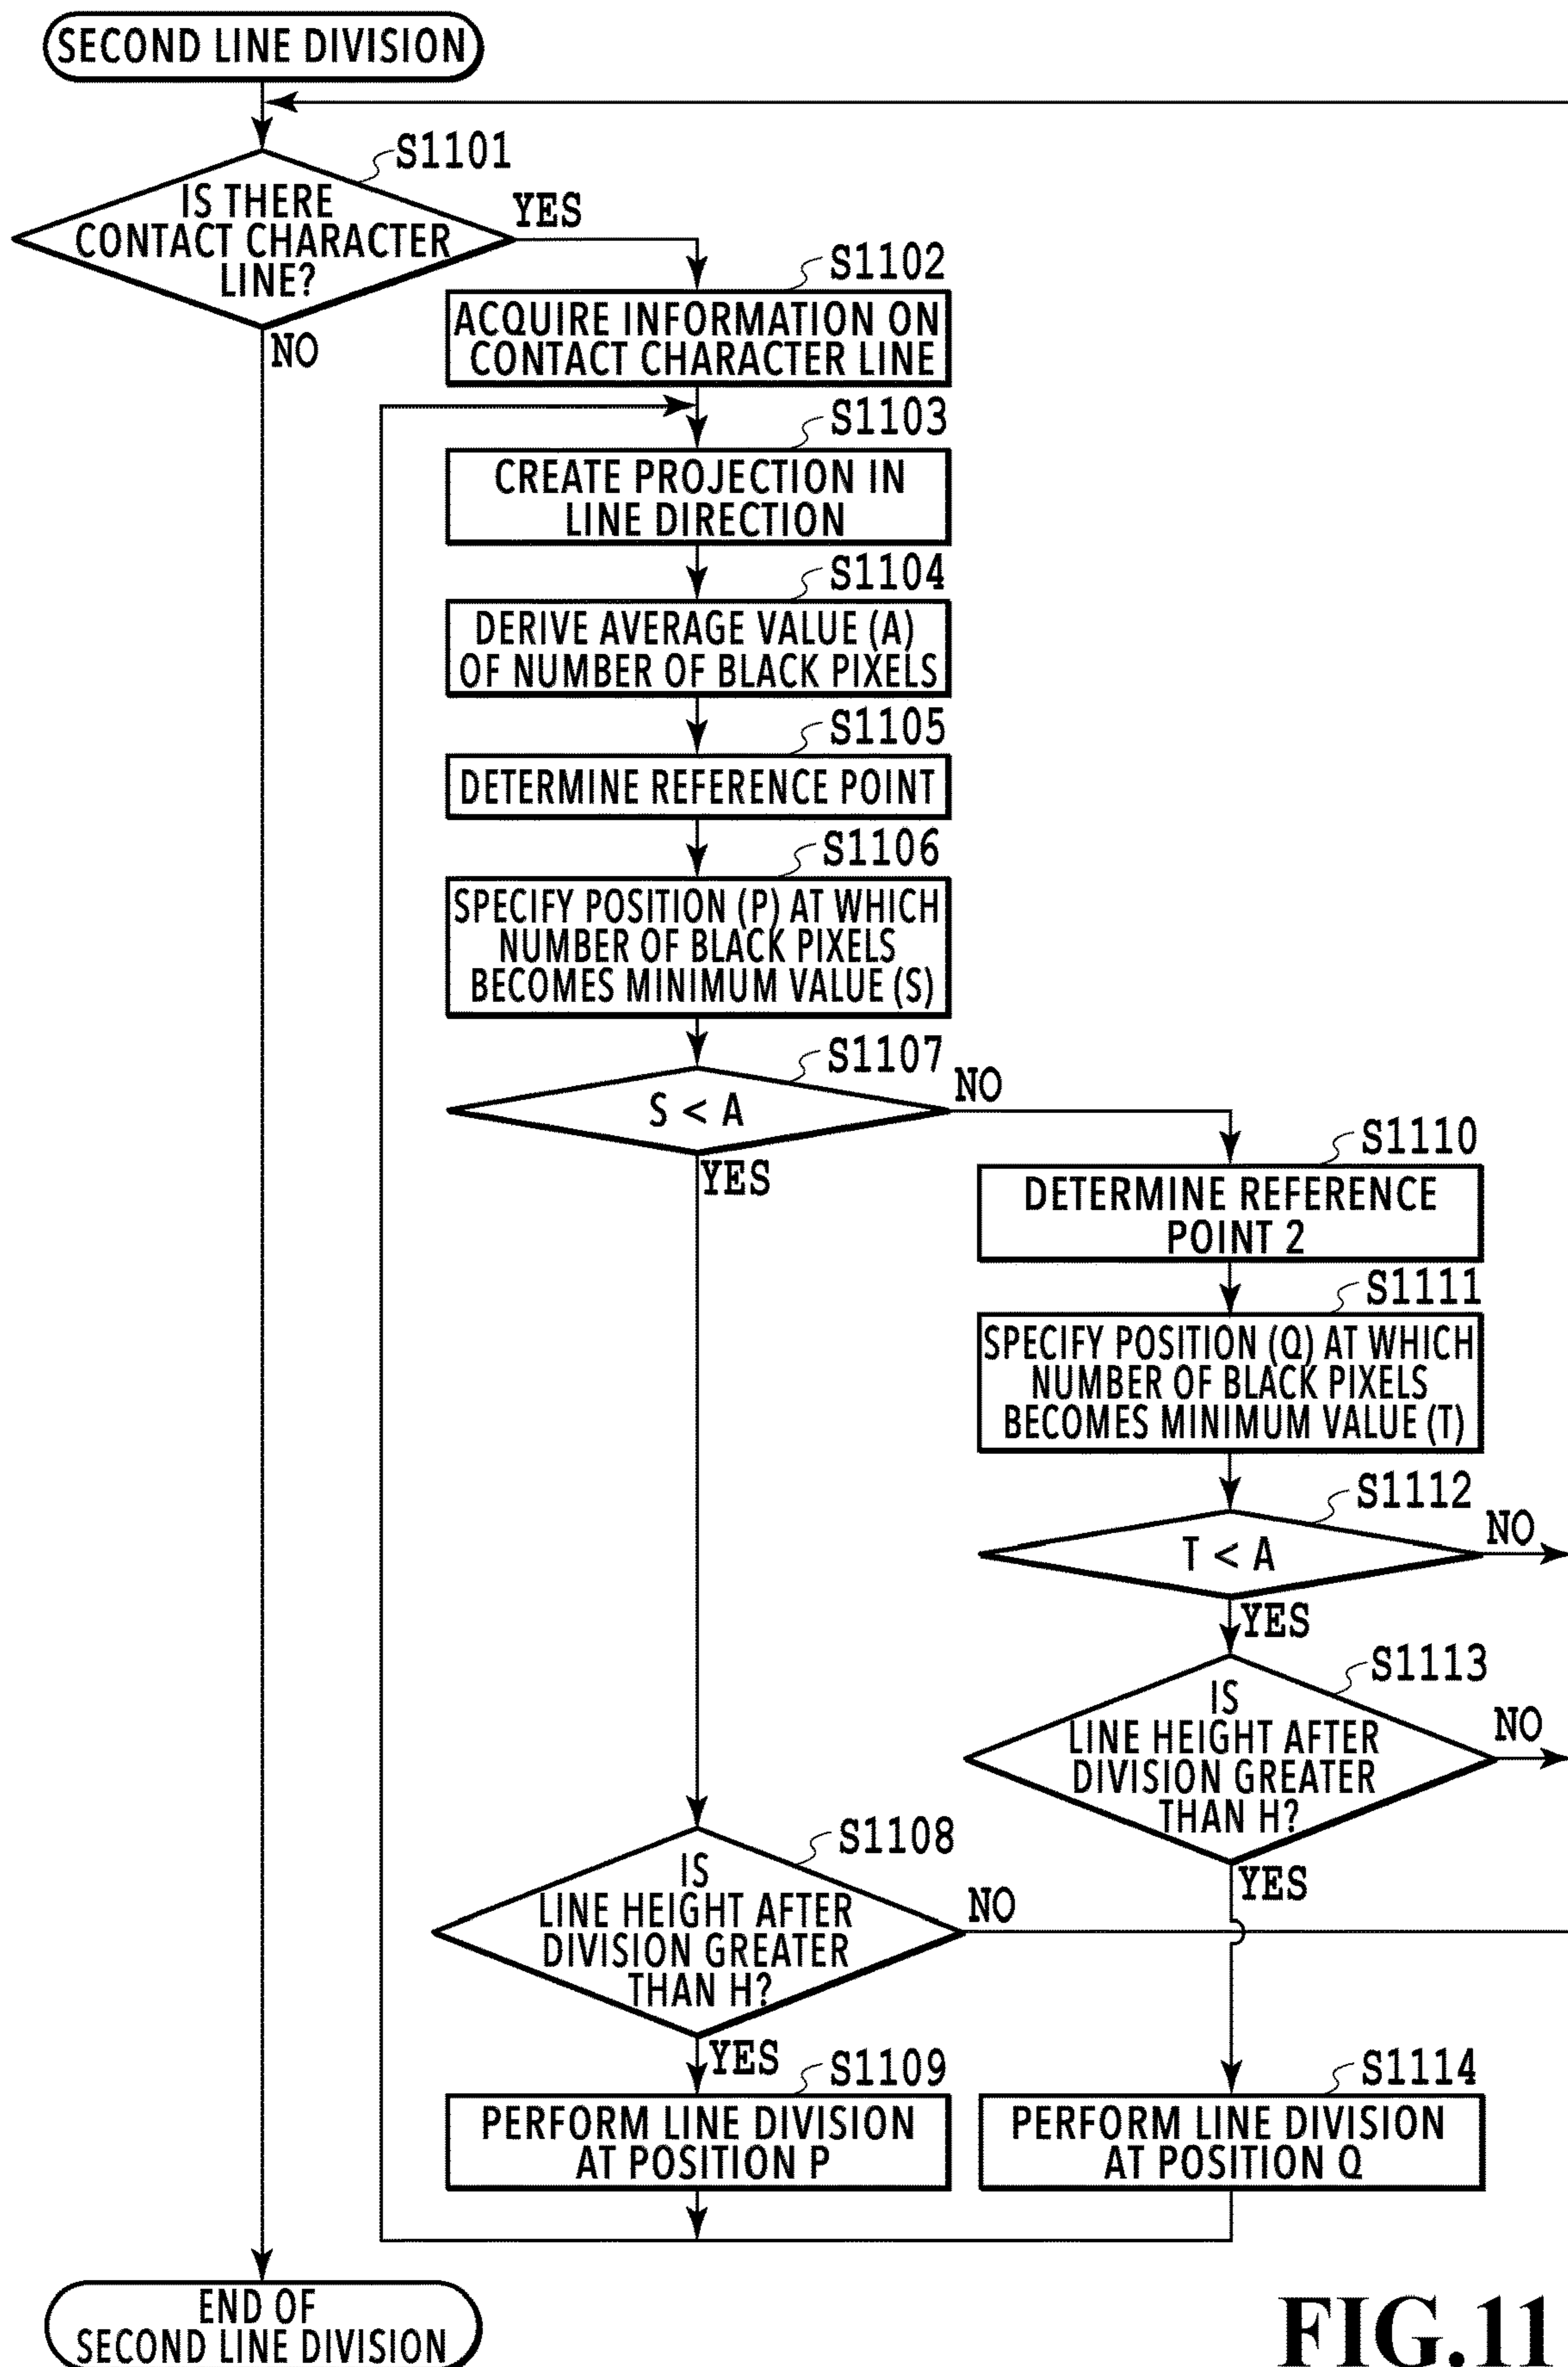 SECOND LINE DIVISION
S1101
IS THERE
CONTACT CHARACTER
LINE?
YES
NO
S1102
ACQUIRE INFORMATION ON
CONTACT CHARACTER LINE
S1103
CREATE PROJECTION IN
LINE DIRECTION
S1104
DERIVE AVERAGE VALUE (A)
OF NUMBER OF BLACK PIXELS
S1105
DETERMINE REFERENCE POINT
S1106
SPECIFY POSITION (P) AT WHICH
NUMBER OF BLACK PIXELS
BECOMES MINIMUM VALUE (S)
S1107
S < A
NO
YES
S1110
DETERMINE REFERENCE
POINT 2
S1111
SPECIFY POSITION (Q) AT WHICH
NUMBER OF BLACK PIXELS
BECOMES MINIMUM VALUE (T)
S1112
T < A
NO
YES
S1113
IS
LINE HEIGHT AFTER
DIVISION GREATER
THAN H?
NO
YES
S1108
IS
LINE HEIGHT AFTER
DIVISION GREATER
THAN H?
NO
YES
S1109
PERFORM LINE DIVISION
AT POSITION P
S1114
PERFORM LINE DIVISION
AT POSITION Q
END OF
SECOND LINE DIVISION
FIG.11